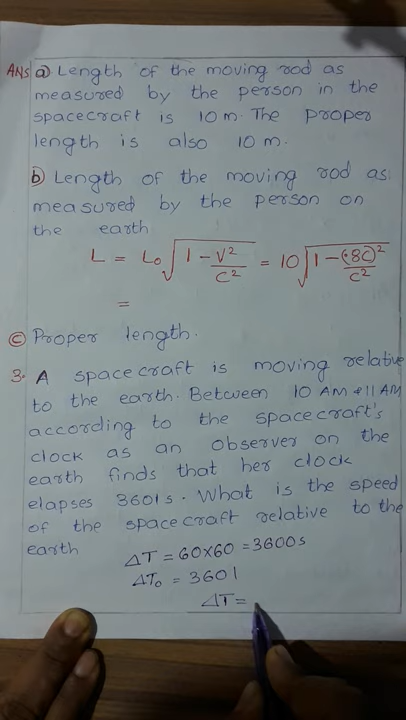 Ans a) Length of the moving rod as
measured by the person in the
spacecraft is 10 m. The proper
length is also 10 m.
b) Length of the moving rod as
measured by the person on
the earth
L = L₀ √(1 - V²/C²) = 10 √(1 - (.8C)²/C²)
=
c) Proper length.
3. A spacecraft is moving relative
to the earth. Between 10 AM & 11 AM
according to the spacecraft's
clock as an observer on the
earth finds that her clock
elapses 3601s. What is the speed
of the spacecraft relative to the
earth
ΔT = 60×60 = 3600s
ΔT₀ = 3601
ΔT =